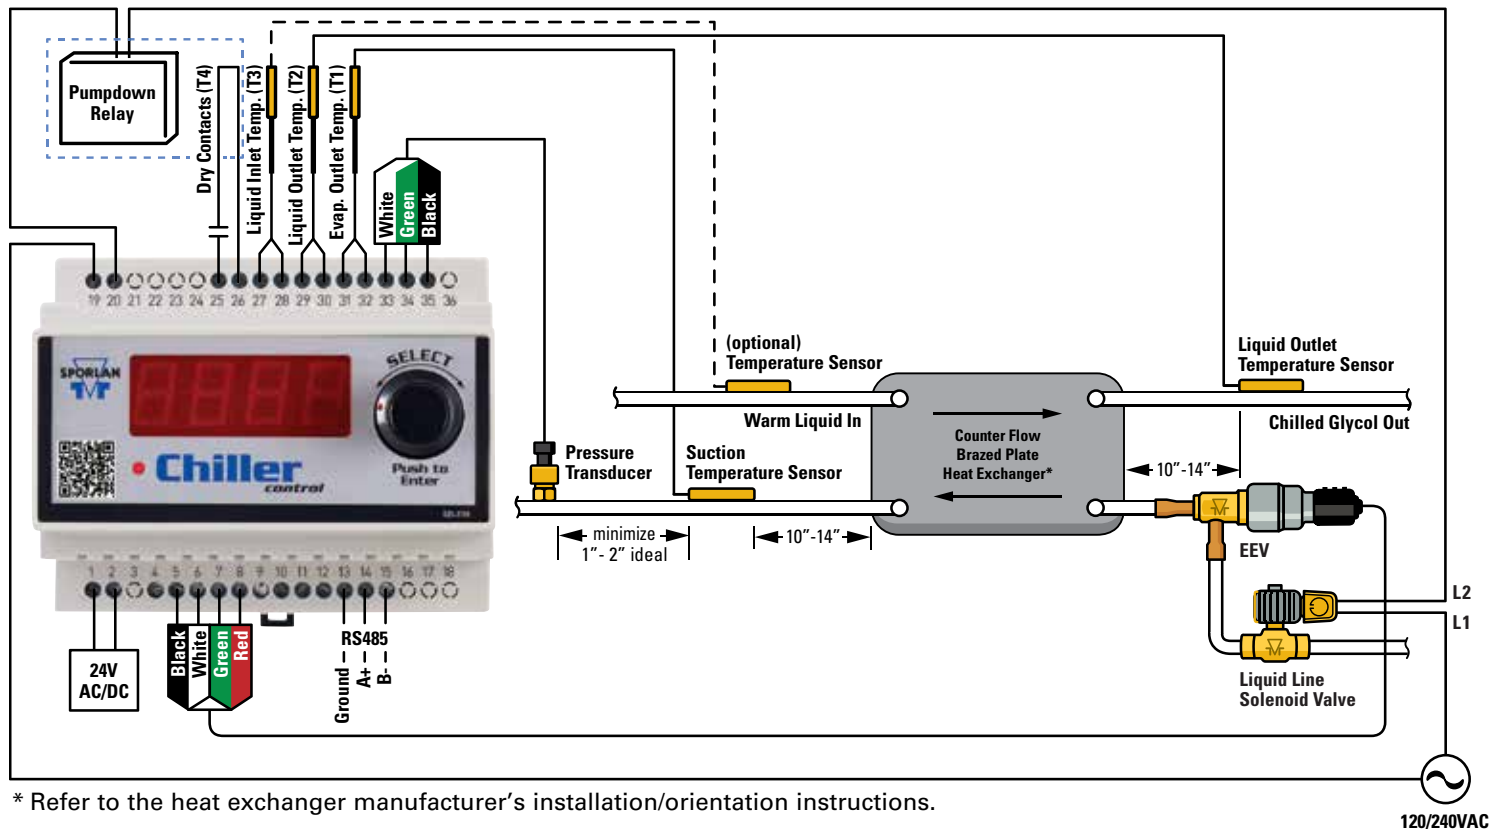 Pumpdown
Relay
Dry Contacts (T4)
Liquid Inlet Temp. (T3)
Liquid Outlet Temp. (T2)
Evap. Outlet Temp. (T1)
White
Green
Black
19 20 21 22 23 24 25 26 27 28 29 30 31 32 33 34 35 36
SPORLAN
SELECT
Push to
Enter
Chiller
control
1 2 3 4 5 6 7 8 9 10 11 12 13 14 15 16 17 18
24V
AC/DC
Black
White
Green
Red
RS485
Ground
A+
B-
(optional)
Temperature Sensor
Warm Liquid In
Pressure
Transducer
Suction
Temperature Sensor
minimize
1”- 2” ideal
10”-14”
Counter Flow
Brazed Plate
Heat Exchanger*
Liquid Outlet
Temperature Sensor
Chilled Glycol Out
10”-14”
EEV
L2
L1
Liquid Line
Solenoid Valve
120/240VAC
* Refer to the heat exchanger manufacturer’s installation/orientation instructions.